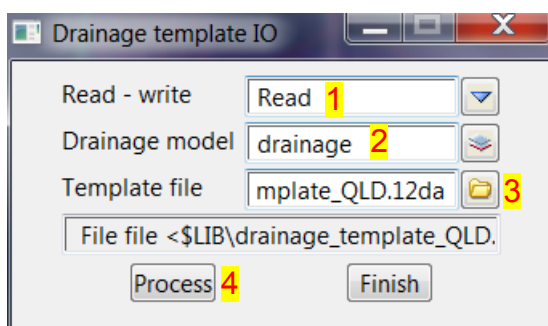 Drainage template IO
Read - write Read 1
Drainage model drainage 2
Template file mplate_QLD.12da 3
File file <$LIB\drainage_template_QLD.
Process 4 Finish